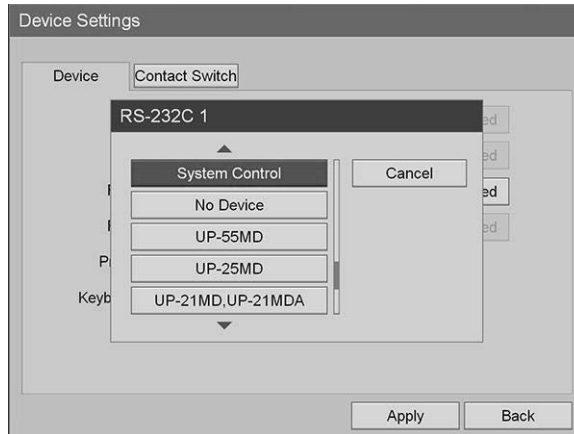 Device Settings
Device
Contact Switch
RS-232C 1
System Control
Cancel
No Device
UP-55MD
UP-25MD
UP-21MD,UP-21MDA
Apply
Back